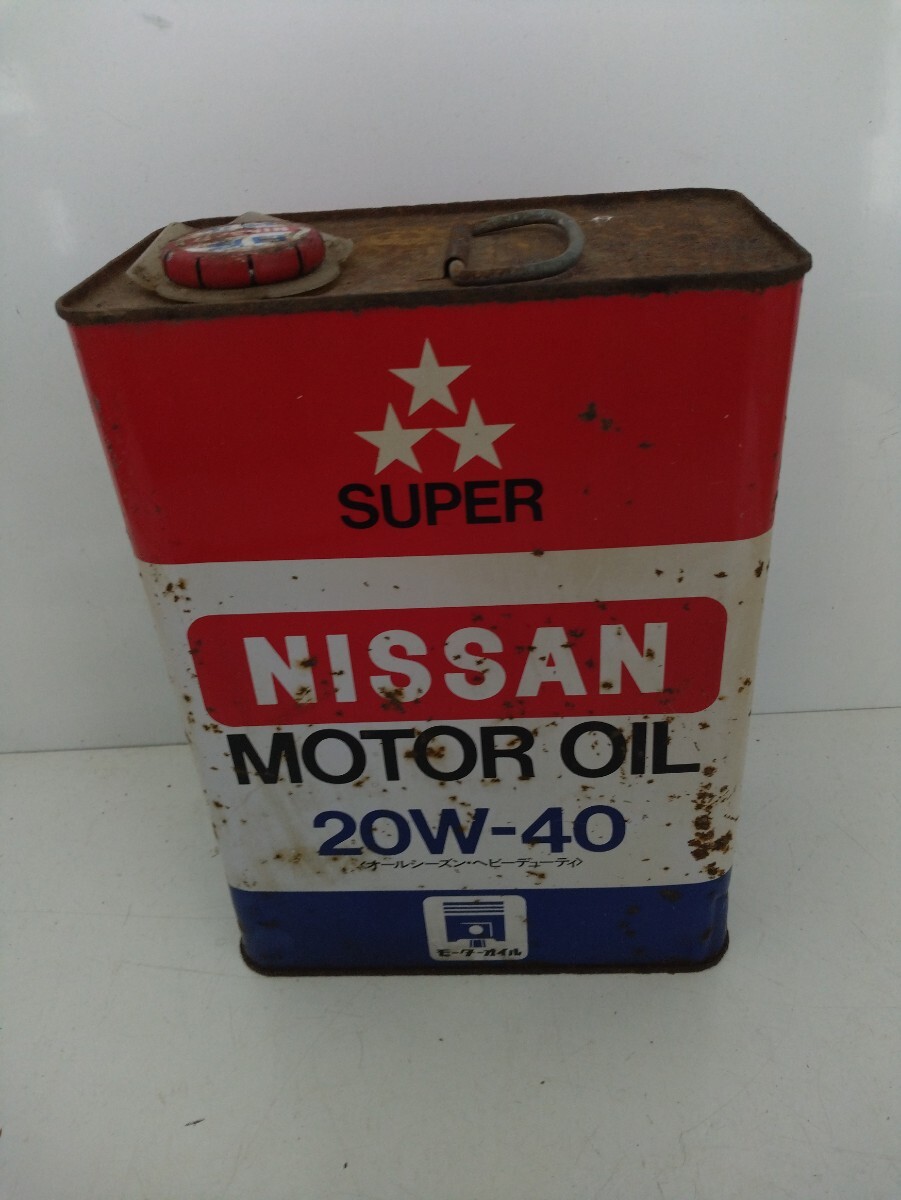 SUPER
NISSAN
MOTOR OIL
20W-40
〈オールシーズン・ヘビーデューティ〉
モーターオイル